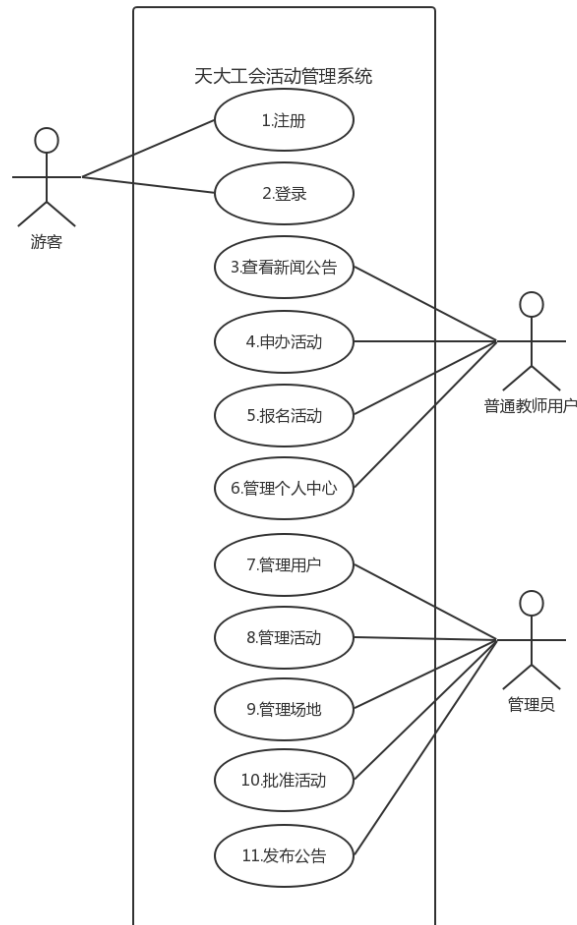 天大工会活动管理系统
1.注册
2.登录
游客
3.查看新闻公告
4.申办活动
普通教师用户
5.报名活动
6.管理个人中心
7.管理用户
8.管理活动
管理员
9.管理场地
10.批准活动
11.发布公告